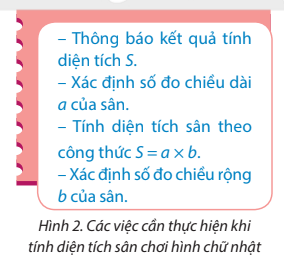 – Thông báo kết quả tính
diện tích S.
– Xác định số đo chiều dài
a của sân.
– Tính diện tích sân theo
công thức S = a × b.
– Xác định số đo chiều rộng
b của sân.
Hình 2. Các việc cần thực hiện khi
tính diện tích sân chơi hình chữ nhật